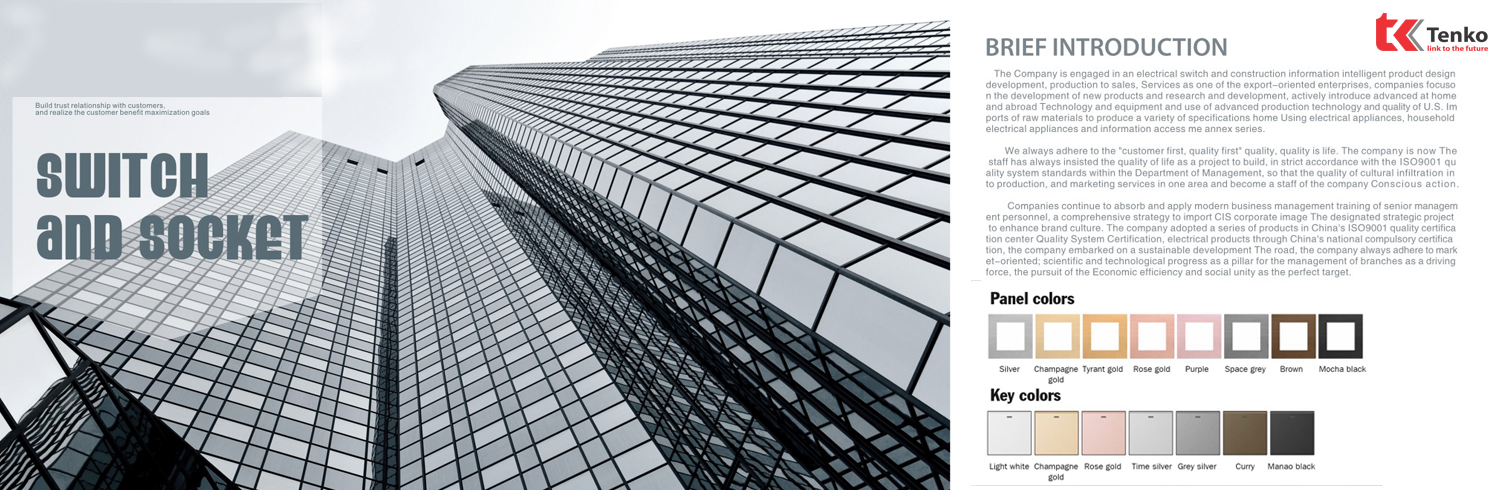 Build trust relationship with customers,
and realize the customer benefit maximization goals
SWITCH
AND SOCKET
Tenko
link to the future
BRIEF INTRODUCTION
The Company is engaged in an electrical switch and construction information intelligent product design
development, production to sales, Services as one of the export-oriented enterprises, companies focuso
n the development of new products and research and development, actively introduce advanced at home
and abroad Technology and equipment and use of advanced production technology and quality of U.S. Im
ports of raw materials to produce a variety of specifications home Using electrical appliances, household
electrical appliances and information access me annex series.
We always adhere to the "customer first, quality first" quality, quality is life. The company is now The
staff has always insisted the quality of life as a project to build, in strict accordance with the ISO9001 qu
ality system standards within the Department of Management, so that the quality of cultural infiltration in
to production, and marketing services in one area and become a staff of the company Conscious action.
Companies continue to absorb and apply modern business management training of senior managem
ent personnel, a comprehensive strategy to import CIS corporate image The designated strategic project
to enhance brand culture. The company adopted a series of products in China's ISO9001 quality certifica
tion center Quality System Certification, electrical products through China's national compulsory certifica
tion, the company embarked on a sustainable development The road, the company always adhere to mark
et-oriented; scientific and technological progress as a pillar for the management of branches as a driving
force, the pursuit of the Economic efficiency and social unity as the perfect target.
Panel colors
Silver Champagne gold Tyrant gold Rose gold Purple Space grey Brown Mocha black
Key colors
Light white Champagne gold Rose gold Time silver Grey silver Curry Manao black